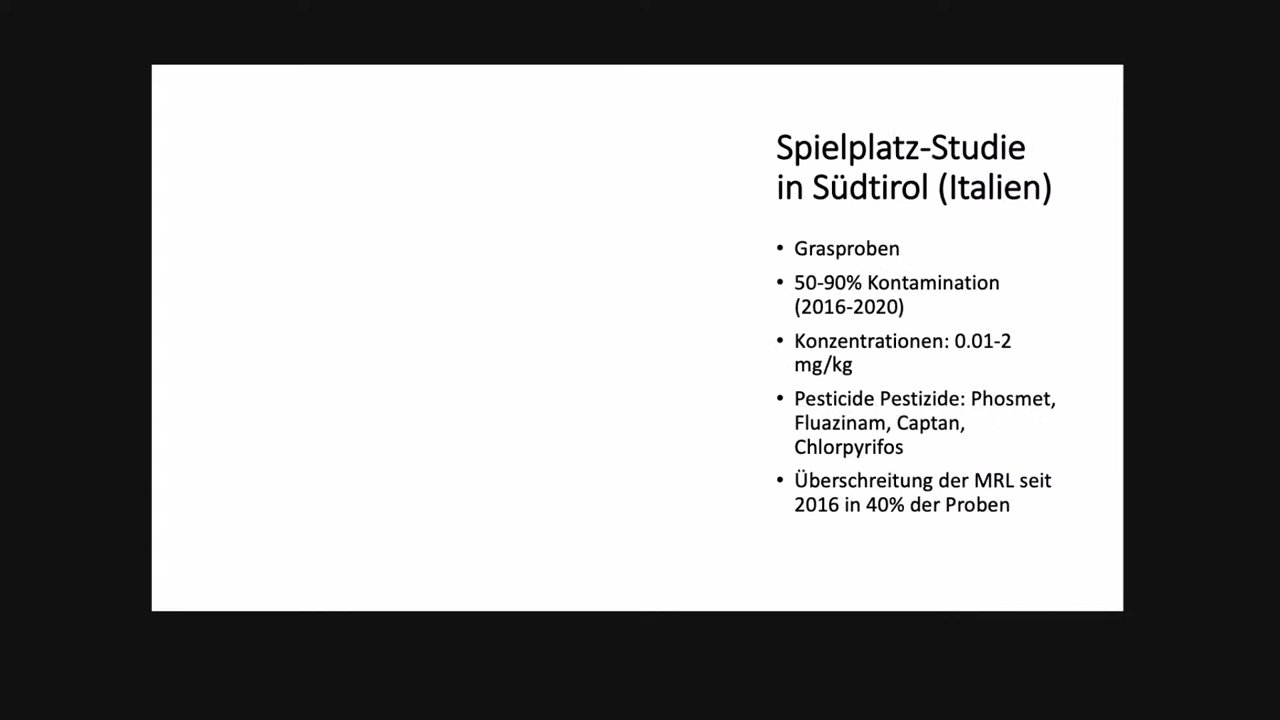 Spielplatz-Studie
in Südtirol (Italien)
• Grasproben
• 50-90% Kontamination
(2016-2020)
• Konzentrationen: 0.01-2
mg/kg
• Pesticide Pestizide: Phosmet,
Fluazinam, Captan,
Chlorpyrifos
• Überschreitung der MRL seit
2016 in 40% der Proben